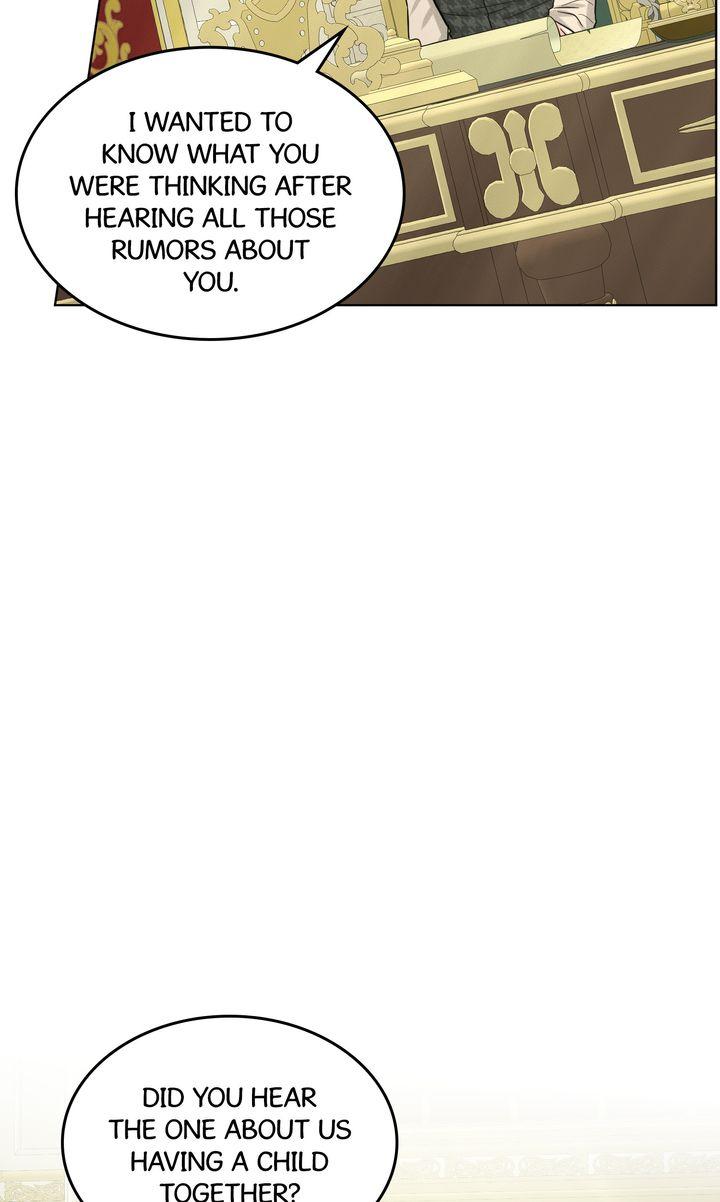 I WANTED TO
KNOW WHAT YOU
WERE THINKING AFTER
HEARING ALL THOSE
RUMORS ABOUT
YOU.
DID YOU HEAR
THE ONE ABOUT US
HAVING A CHILD
TOGETHER?